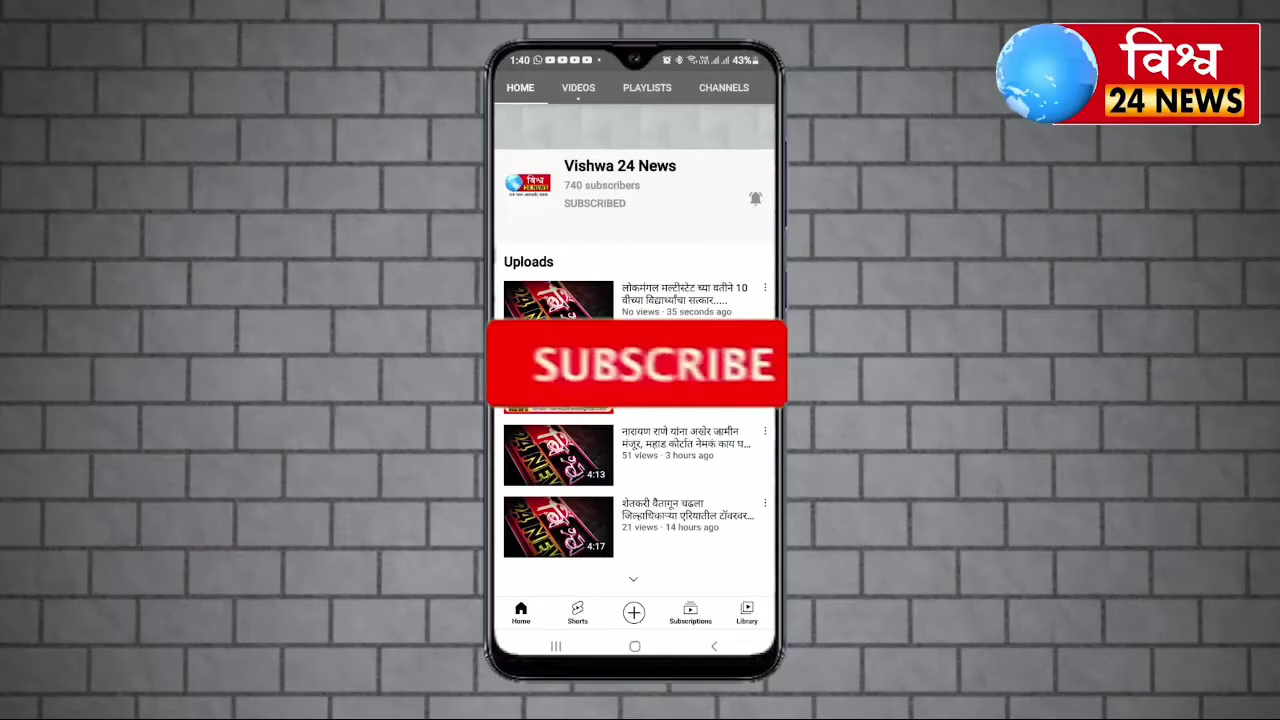 विश्व
24 NEWS
1:40
43%
HOME VIDEOS PLAYLISTS CHANNELS
Vishwa 24 News
740 subscribers
SUBSCRIBED
Uploads
लोकमंगल मल्टीस्टेट च्या वतीने 10
वीच्या विद्यार्थ्यांचा सत्कार.....
No views · 35 seconds ago
SUBSCRIBE
नारायण राणे यांना अखेर जामीन
मंजूर, महाड कोर्टात नेमकं काय घ...
51 views · 3 hours ago
4:13
शेतकरी वैतागून चढला
जिल्हाधिकाऱ्या एरियातील टॉवरवर...
21 views · 14 hours ago
4:17
Home Shorts Subscriptions Library